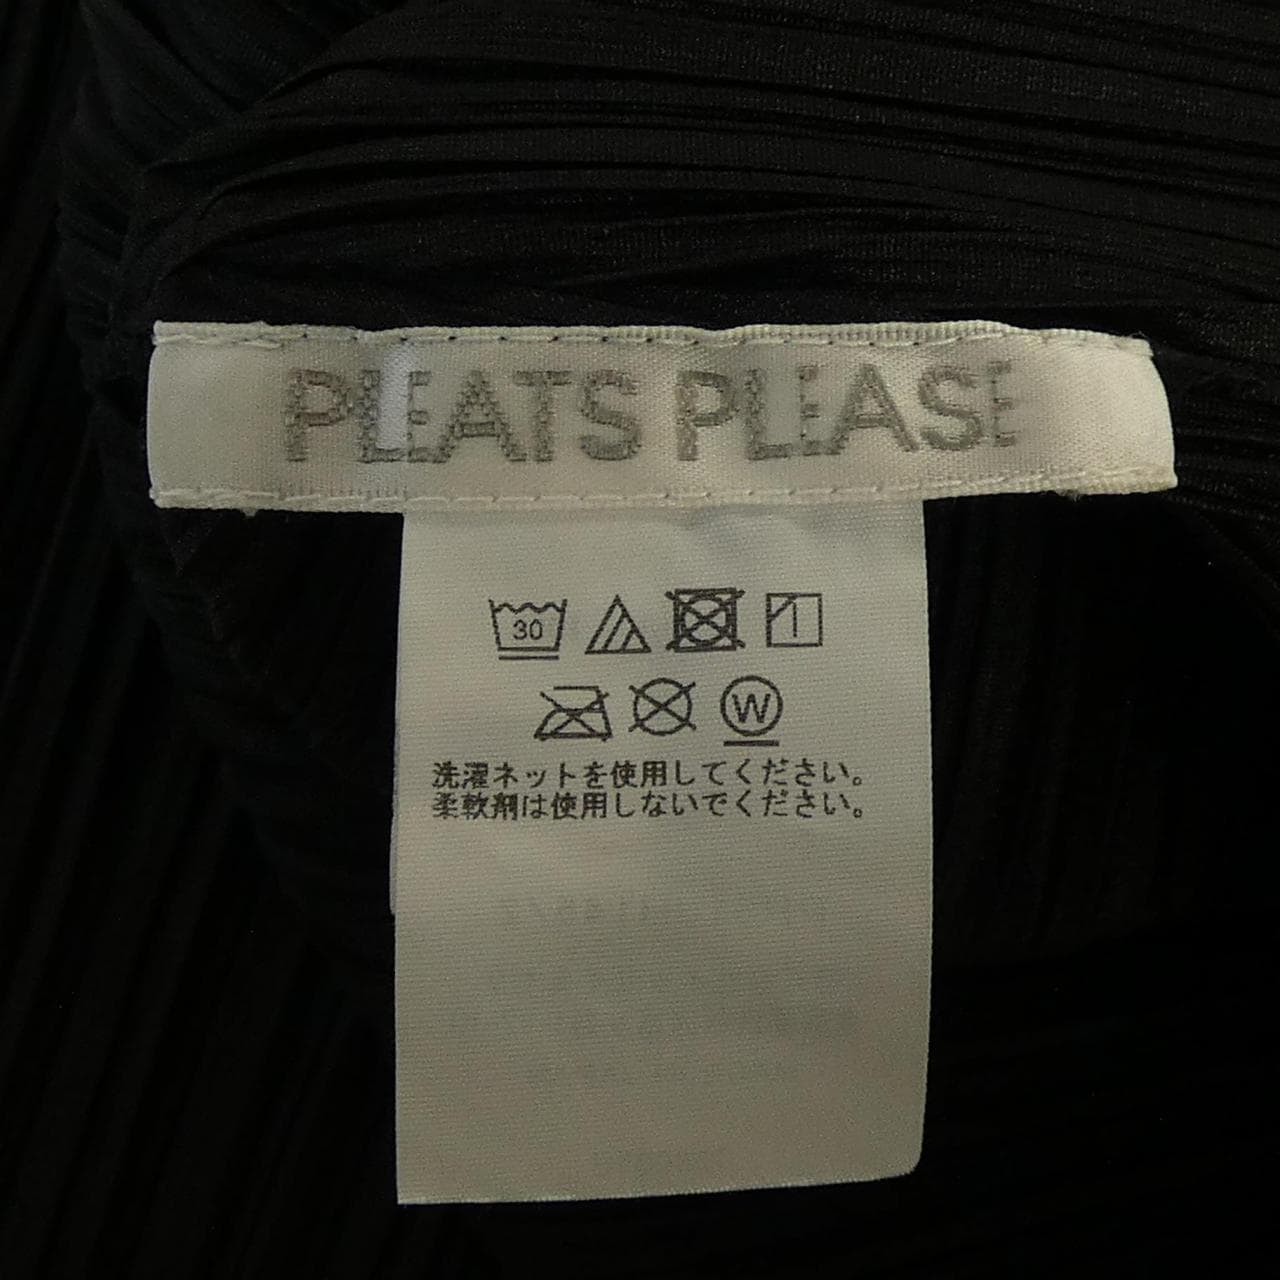 PLEATS PLEASE
30
W
洗濯ネットを使用してください。
柔軟剤は使用しないでください。